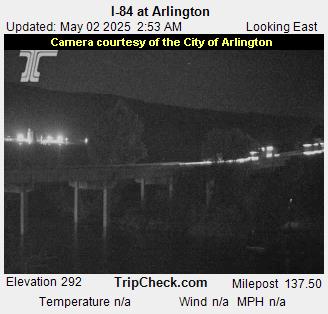 I-84 at Arlington
Updated: May 02 2025 2:53 AM Looking East
Camera courtesy of the City of Arlington
Elevation 292 TripCheck.com Milepost 137.50
Temperature n/a Wind n/a MPH n/a